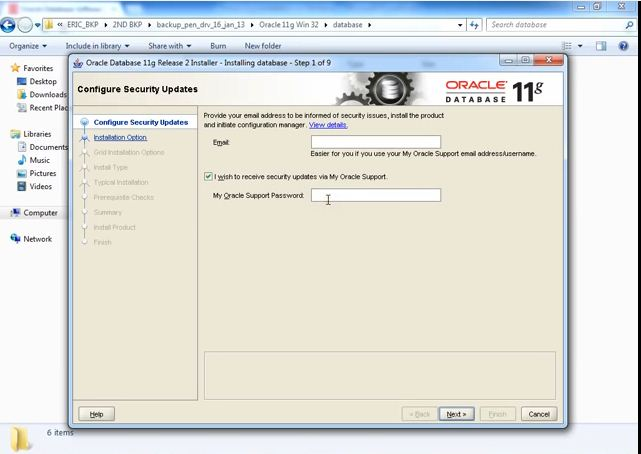 « ERIC_BKP ▸ 2ND BKP ▸ backup_pen_drv_16_jan_13 ▸ Oracle 11g Win 32 ▸ database ▸
Search database
Organize ▾ Include in library ▾ Share with ▾ Burn New folder
Favorites
Desktop
Downloads
Recent Plac
Libraries
Documents
Music
Pictures
Videos
Computer
Network
6 items
Oracle Database 11g Release 2 Installer - Installing database - Step 1 of 9
Configure Security Updates
ORACLE
DATABASE 11g
Configure Security Updates
Installation Option
Grid Installation Options
Install Type
Typical Installation
Prerequisite Checks
Summary
Install Product
Finish
Provide your email address to be informed of security issues, install the product
and initiate configuration manager. View details.
Email:
Easier for you if you use your My Oracle Support email address/username.
I wish to receive security updates via My Oracle Support.
My Oracle Support Password:
Help
< Back Next > Finish Cancel